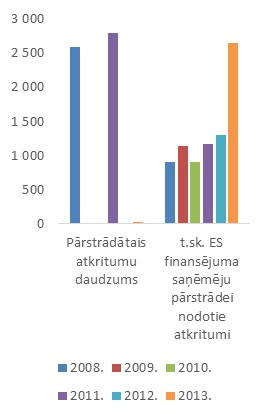 3 000
2 500
2 000
1 500
1 000
500
0
Pārstrādātais
atkritumu
daudzums
t.sk. ES
finansējuma
saņēmēju
pārstrādei
nodotie
atkritumi
2008. 2009. 2010.
2011. 2012. 2013.